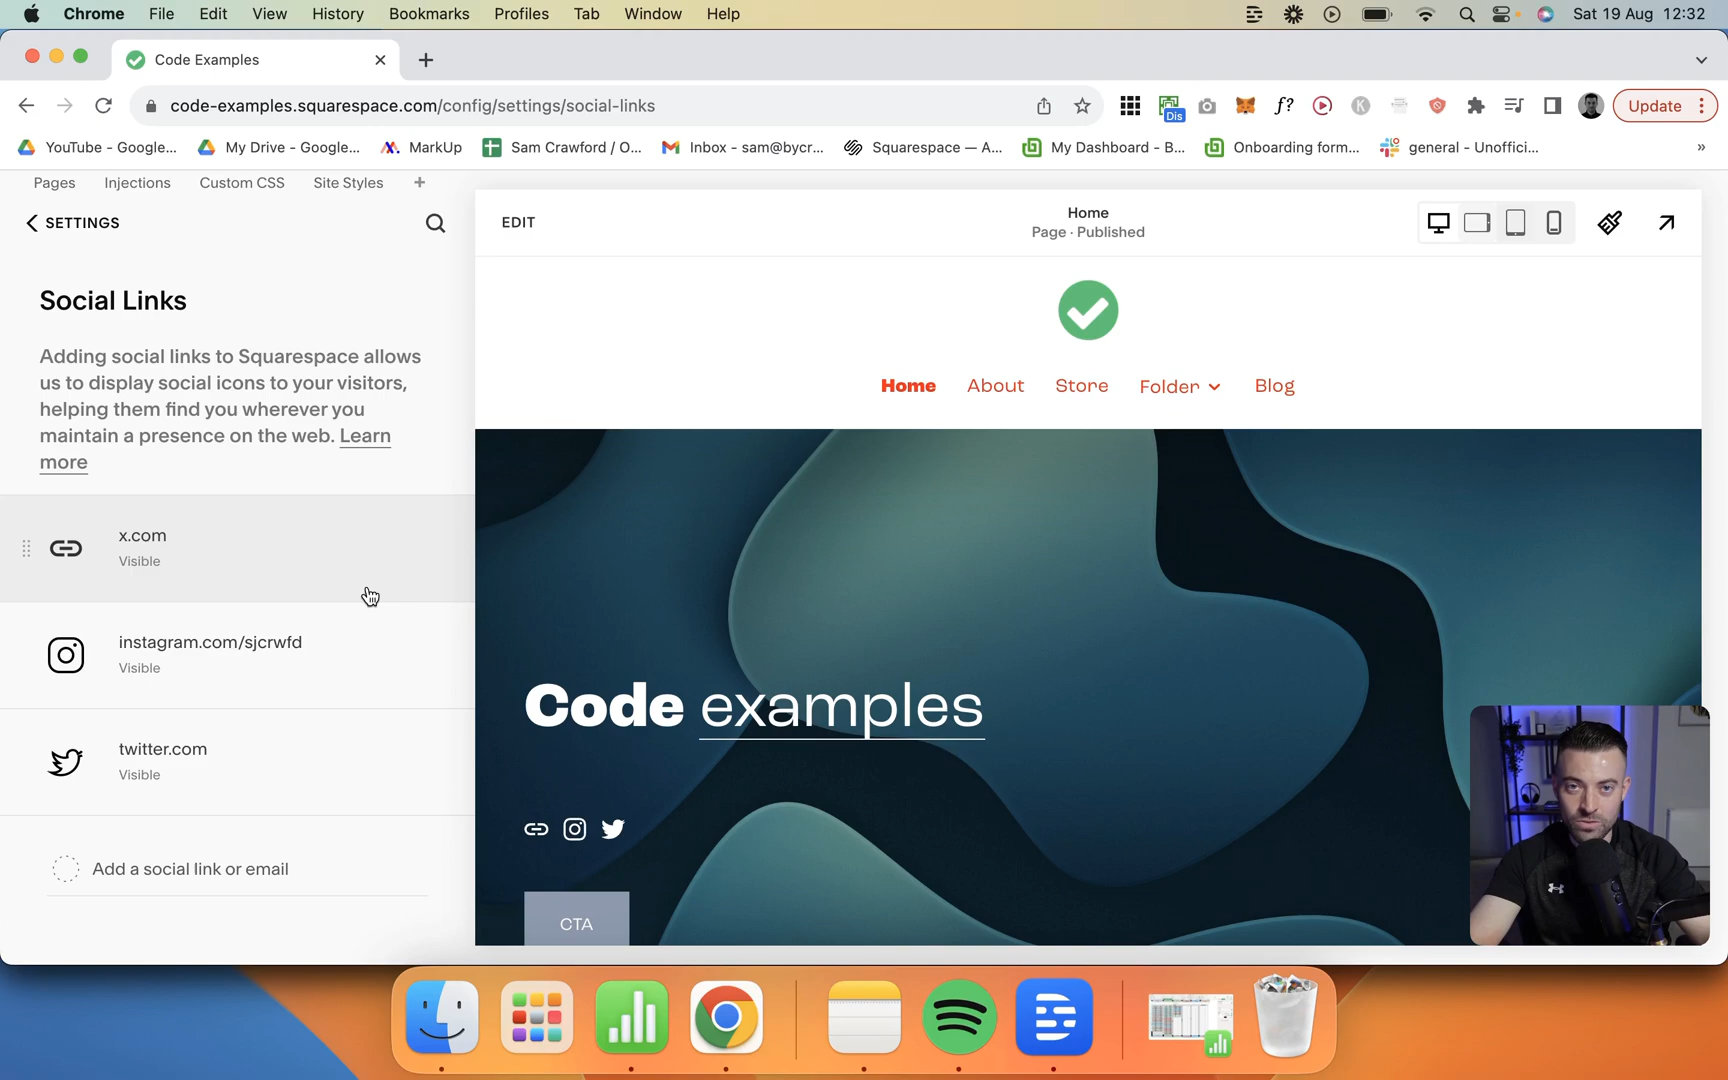 Chrome File Edit View History Bookmarks Profiles Tab Window Help Sat 19 Aug 12:32
Code Examples
code-examples.squarespace.com/config/settings/social-links
f?
Dis
K
Update
YouTube - Google...
My Drive - Google...
MarkUp
Sam Crawford / O...
Inbox - sam@bycr...
Squarespace — A...
My Dashboard - B...
Onboarding form...
general - Unoffici...
»
Pages Injections Custom CSS Site Styles +
SETTINGS
EDIT
Home
Page · Published
Social Links
Adding social links to Squarespace allows
us to display social icons to your visitors,
helping them find you wherever you
maintain a presence on the web. Learn
more
x.com
Visible
instagram.com/sjcrwfd
Visible
twitter.com
Visible
Add a social link or email
Home About Store Folder Blog
Code examples
CTA